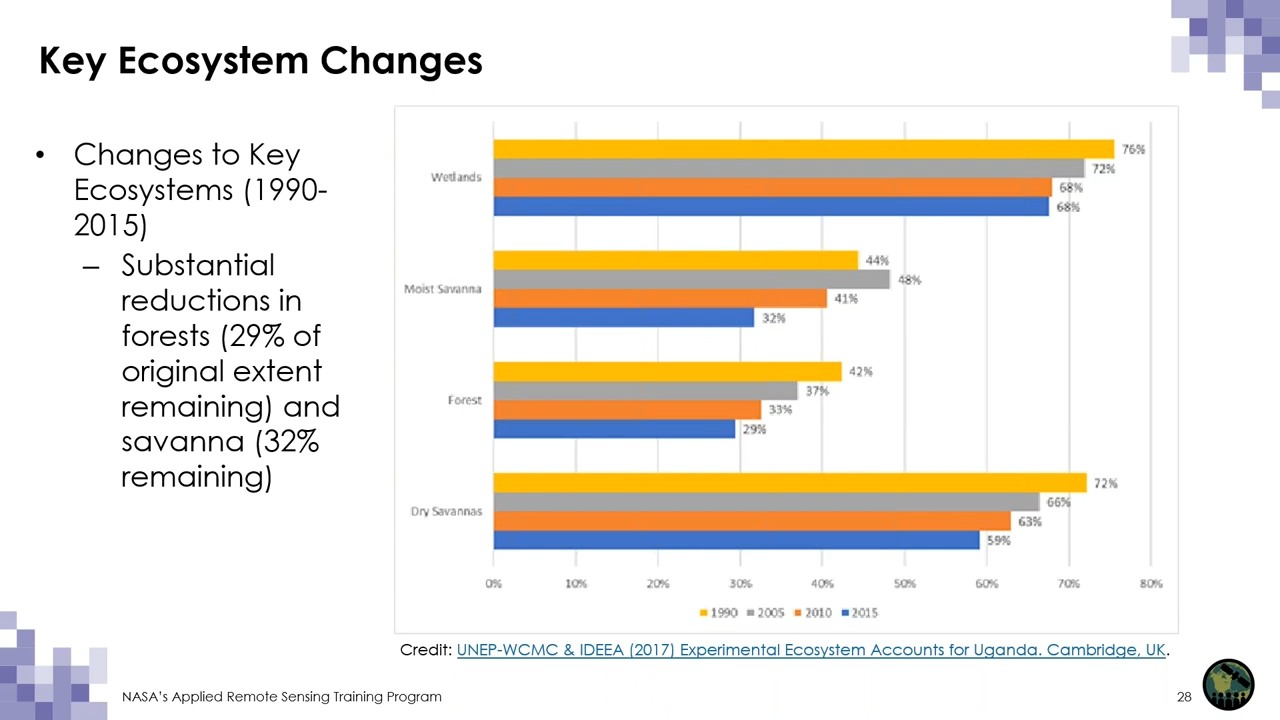 Key Ecosystem Changes
• Changes to Key
Ecosystems (1990-
2015)
– Substantial
reductions in
forests (29% of
original extent
remaining) and
savanna (32%
remaining)
Wetlands
76%
72%
68%
68%
Moist Savanna
44%
48%
41%
32%
Forest
42%
37%
33%
29%
Dry Savannas
72%
66%
63%
59%
0% 10% 20% 30% 40% 50% 60% 70% 80%
1990 2005 2010 2015
Credit: UNEP-WCMC & IDEEA (2017) Experimental Ecosystem Accounts for Uganda. Cambridge, UK.
NASA's Applied Remote Sensing Training Program
28